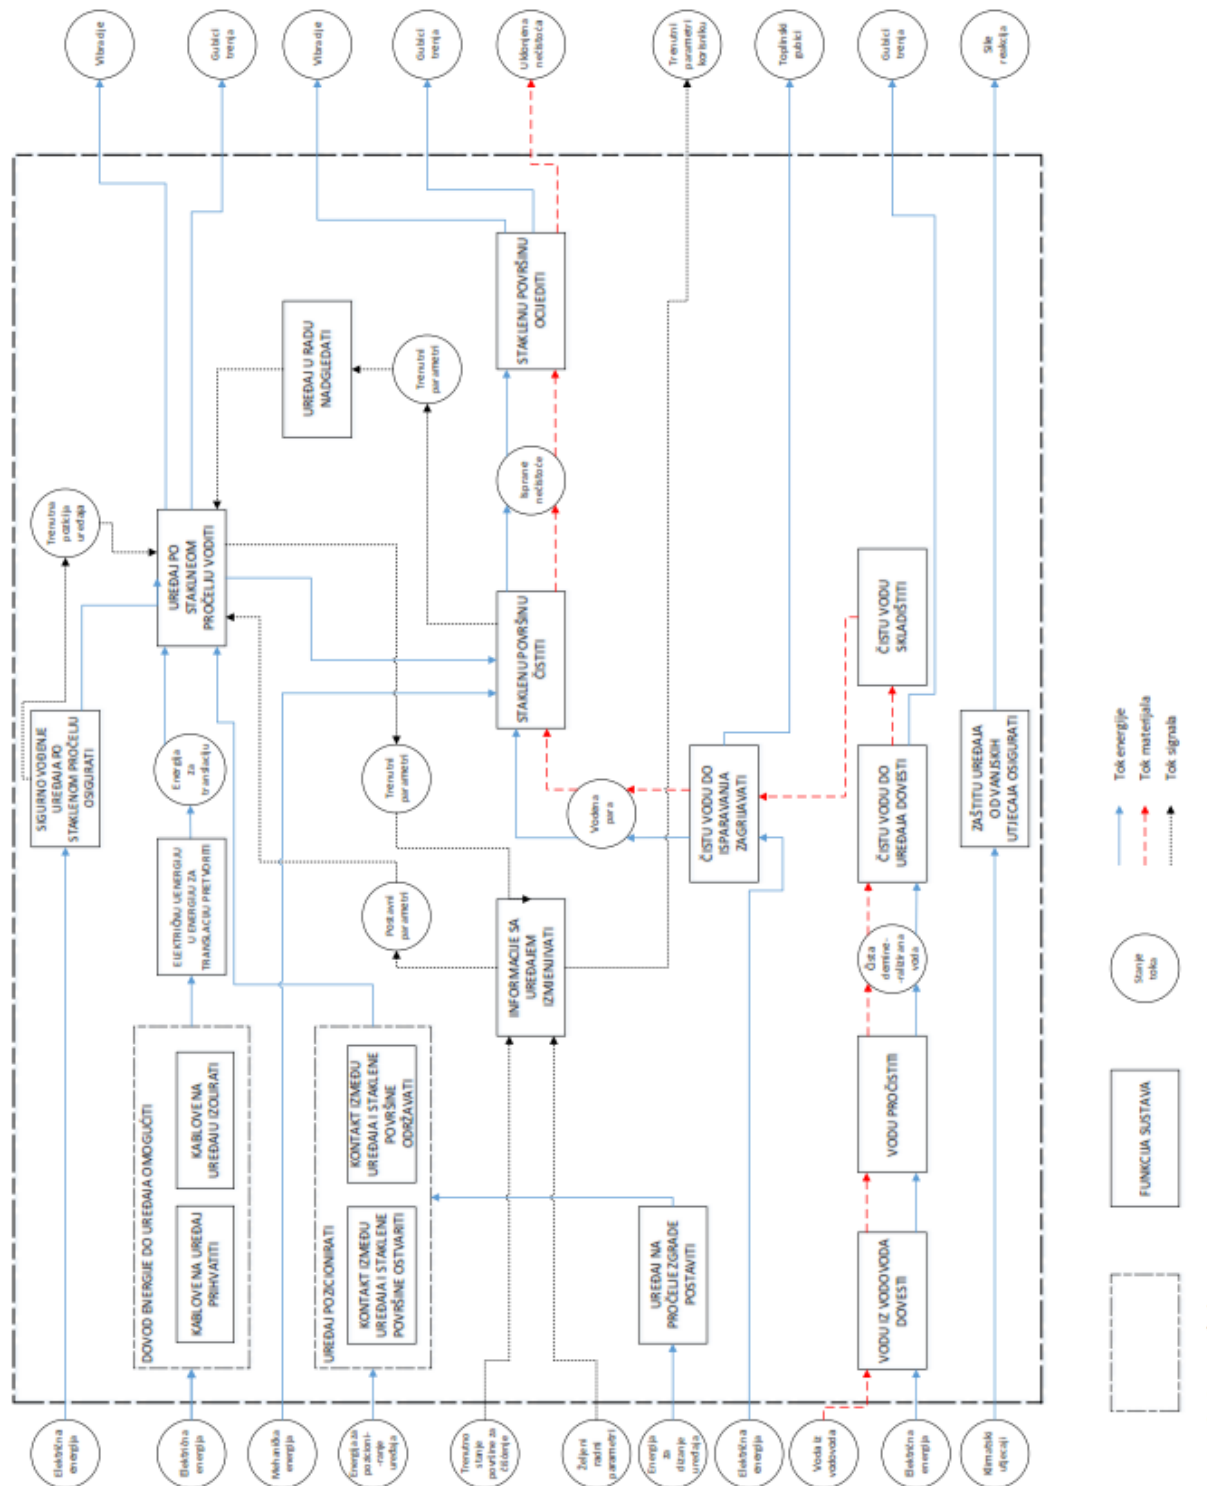 Električna
energija
SIGURNO VOĐENJE
UREĐAJA PO
STAKLENOM PROČELJU
OSIGURATI
Trenutna
pozicija
uređaja
Vibracije
Električna
energija
DOVOD ENERGIJE DO UREĐAJA OMOGUĆITI
KABLOVE NA UREĐAJ
PRIHVATITI
KABLOVE NA
UREĐAJU IZOLIRATI
ELEKTRIČNU UENERGIJU
U ENERGIJU ZA
TRANSLACIJU PRETVORITI
Energija
za
translaciju
UREĐAJ PO
STAKLNEOM
PROČELJU VODITI
Gubici
trenja
Mehanička
energija
UREĐAJ U RADU
NADGLEDATI
Vibracije
Energija za
pozicioni-
-ranje
uređaja
UREĐAJ POZICIONIRATI
KONTAKT IZMEĐU
UREĐAJA I STAKLENE
POVRŠINE OSTVARITI
KONTAKT IZMEĐU
UREĐAJA I STAKLENE
POVRŠINE
ODRŽAVATI
Postavni
parametri
Trenutni
parametri
Trenutni
parametri
Gubici
trenja
Trenutno
stanje
površine za
čišćenje
INFORMACIJE SA
UREĐAJEM
IZMJENJIVATI
STAKLENU POVRŠINU
ČISTITI
Isprane
nečistoće
STAKLENU POVRŠINU
OCIJEDITI
Uklonjena
nečistoća
Željeni
radni
parametri
Vodena
para
Energija
za
dizanje
uređaja
UREĐAJ NA
PROČELJE ZGRADE
POSTAVITI
Trenutni
parametri
korisniku
Električna
energija
ČISTU VODU DO
ISPARAVANJA
ZAGRIJAVATI
Toplinski
gubici
Voda iz
vodovoda
VODU IZ VODOVODA
DOVESTI
VODU PROČISTITI
Čista
demine-
-ralizirana
voda
ČISTU VODU DO
UREĐAJA DOVESTI
ČISTU VODU
SKLADIŠTITI
Gubici
trenja
Električna
energija
Klimatski
utjecaji
ZAŠTITU UREĐAJA
OD VANJSKIH
UTJECAJA OSIGURATI
Sile
reakcija
FUNKCIJA SUSTAVA
Stanje
toka
Tok energije
Tok materijala
Tok signala